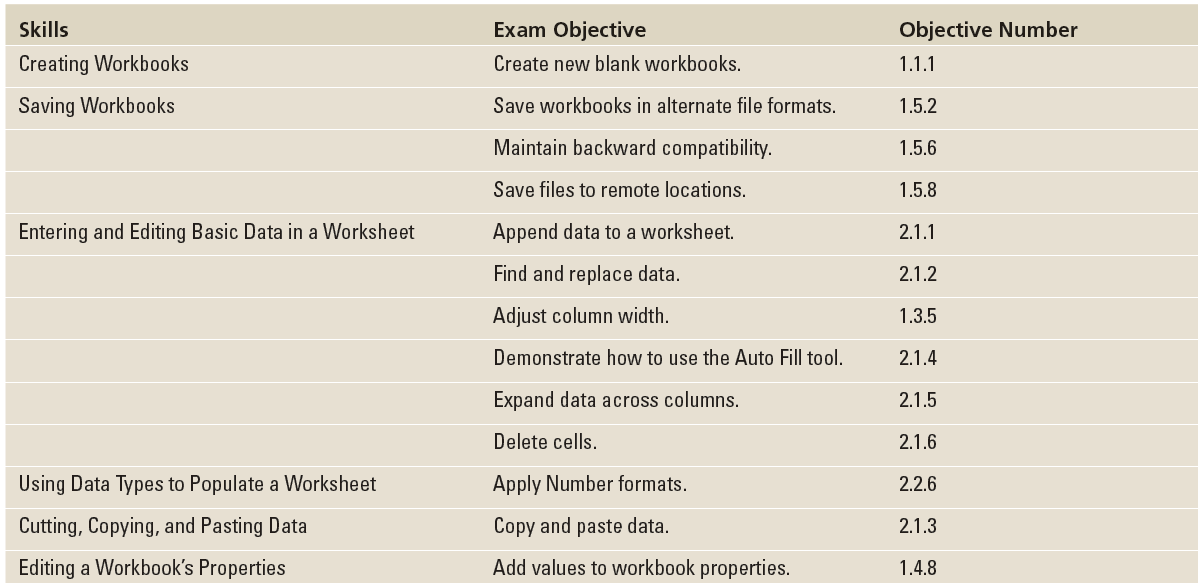 Skills Exam Objective Objective Number
Creating Workbooks Create new blank workbooks. 1.1.1
Saving Workbooks Save workbooks in alternate file formats. 1.5.2
Maintain backward compatibility. 1.5.6
Save files to remote locations. 1.5.8
Entering and Editing Basic Data in a Worksheet Append data to a worksheet. 2.1.1
Find and replace data. 2.1.2
Adjust column width. 1.3.5
Demonstrate how to use the Auto Fill tool. 2.1.4
Expand data across columns. 2.1.5
Delete cells. 2.1.6
Using Data Types to Populate a Worksheet Apply Number formats. 2.2.6
Cutting, Copying, and Pasting Data Copy and paste data. 2.1.3
Editing a Workbook’s Properties Add values to workbook properties. 1.4.8